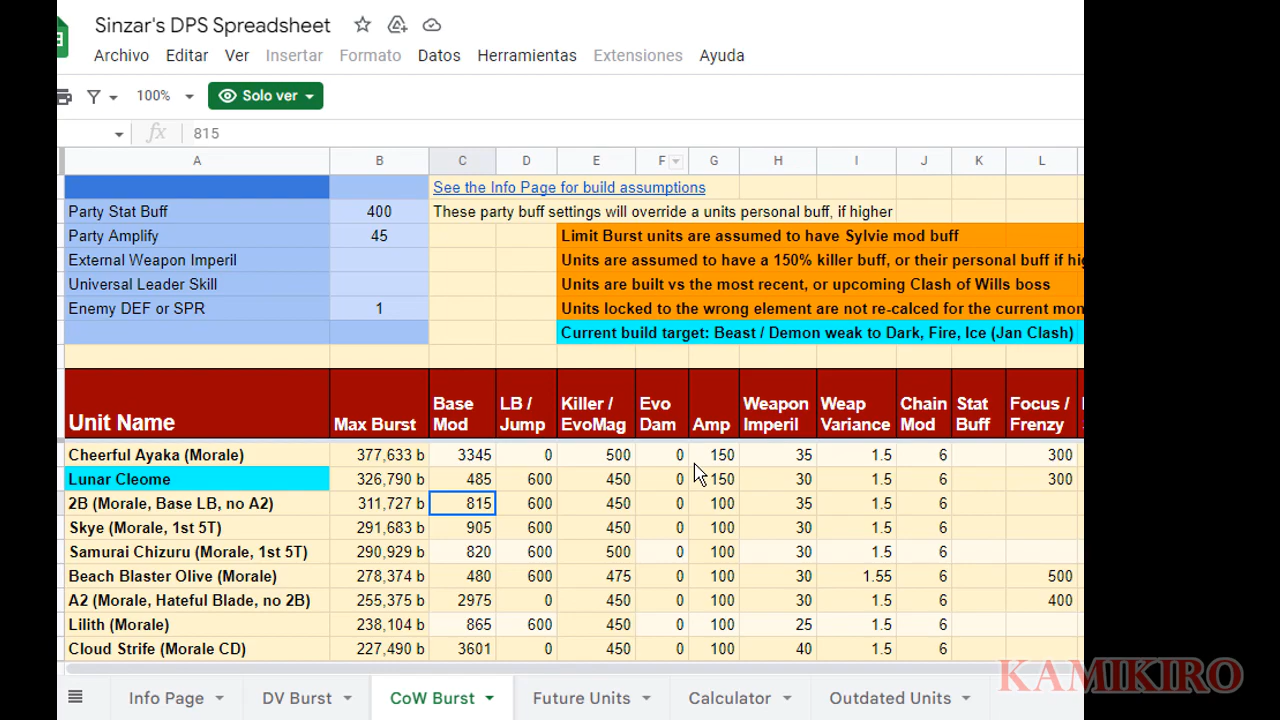 Sinzar's DPS Spreadsheet
Archivo Editar Ver Insertar Formato Datos Herramientas Extensiones Ayuda
100% Solo ver
fx 815
A B C D E F G H I J K L
See the Info Page for build assumptions
Party Stat Buff 400 These party buff settings will override a units personal buff, if higher
Party Amplify 45 Limit Burst units are assumed to have Sylvie mod buff
External Weapon Imperil Units are assumed to have a 150% killer buff, or their personal buff if hig
Universal Leader Skill Units are built vs the most recent, or upcoming Clash of Wills boss
Enemy DEF or SPR 1 Units locked to the wrong element are not re-calced for the current mon
Current build target: Beast / Demon weak to Dark, Fire, Ice (Jan Clash)
Base LB / Killer / Evo Weapon Weap Chain Stat Focus /
Unit Name Max Burst Mod Jump EvoMag Dam Amp Imperil Variance Mod Buff Frenzy
Cheerful Ayaka (Morale) 377,633 b 3345 0 500 0 150 35 1.5 6 300
Lunar Cleome 326,790 b 485 600 450 0 150 30 1.5 6 300
2B (Morale, Base LB, no A2) 311,727 b 815 600 450 0 100 35 1.5 6
Skye (Morale, 1st 5T) 291,683 b 905 600 450 0 100 30 1.5 6
Samurai Chizuru (Morale, 1st 5T) 290,929 b 820 600 500 0 100 30 1.5 6
Beach Blaster Olive (Morale) 278,374 b 480 600 475 0 100 30 1.55 6 500
A2 (Morale, Hateful Blade, no 2B) 255,375 b 2975 0 450 0 100 30 1.5 6 400
Lilith (Morale) 238,104 b 865 600 450 0 100 25 1.5 6
Cloud Strife (Morale CD) 227,490 b 3601 0 450 0 100 40 1.5 6
KAMIKIRO
Info Page DV Burst CoW Burst Future Units Calculator Outdated Units